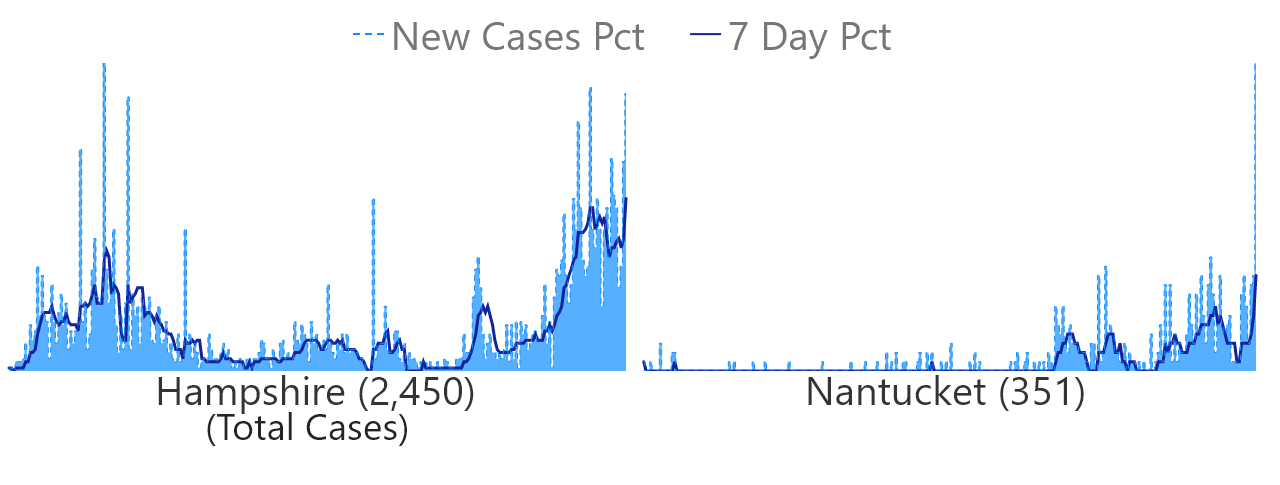 New Cases Pct 7 Day Pct
Hampshire (2,450) Nantucket (351)
(Total Cases)